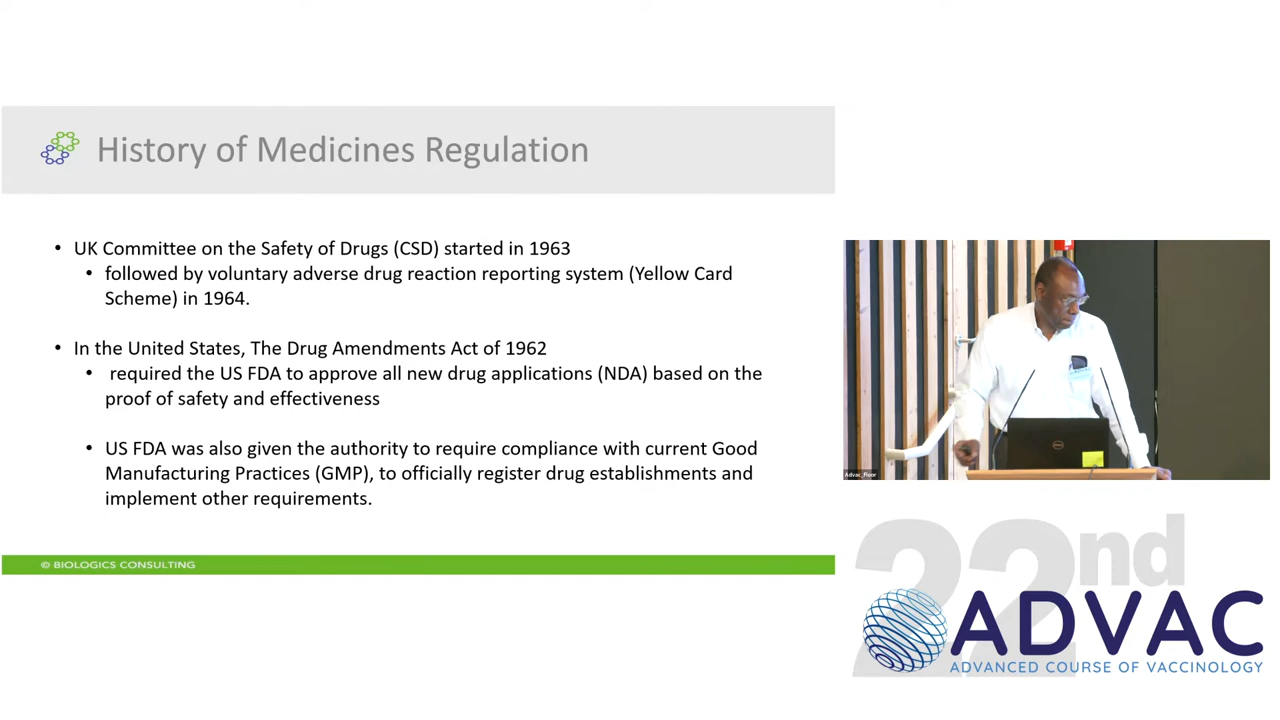 History of Medicines Regulation
• UK Committee on the Safety of Drugs (CSD) started in 1963
• followed by voluntary adverse drug reaction reporting system (Yellow Card
Scheme) in 1964.
• In the United States, The Drug Amendments Act of 1962
• required the US FDA to approve all new drug applications (NDA) based on the
proof of safety and effectiveness
• US FDA was also given the authority to require compliance with current Good
Manufacturing Practices (GMP), to officially register drug establishments and
implement other requirements.
© BIOLOGICS CONSULTING
DELL
Advac_Floor
22nd
ADVAC
ADVANCED COURSE OF VACCINOLOGY